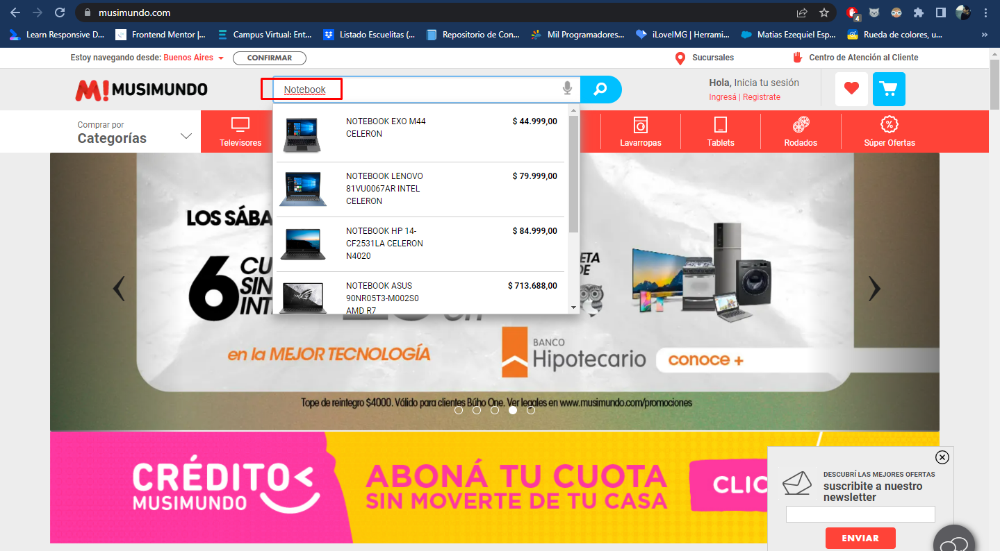 musimundo.com
4
Learn Responsive D...
Frontend Mentor |...
Campus Virtual: Ent...
Listado Escuelitas (...
Repositorio de Con...
Mil Programadores...
iLoveIMG | Herrami...
Matias Ezequiel Esp...
Rueda de colores, u...
»
Estoy navegando desde: Buenos Aires
CONFIRMAR
Sucursales
Centro de Atención al Cliente
M! MUSIMUNDO
Notebook
Hola, Inicia tu sesión
Ingresá | Registrate
Comprar por
Categorías
Televisores
Lavarropas
Tablets
Rodados
Súper Ofertas
NOTEBOOK EXO M44
CELERON
$ 44.999,00
NOTEBOOK LENOVO
81VU0067AR INTEL
CELERON
$ 79.999,00
NOTEBOOK HP 14-
CF2531LA CELERON
N4020
$ 84.999,00
NOTEBOOK ASUS
90NR05T3-M002S0
AMD R7
$ 713.688,00
LOS SÁBA
6 CU
SIN
INT
ETA
DE
en la MEJOR TECNOLOGÍA
BANCO
Hipotecario
conoce +
Tope de reintegro $4000. Válido para clientes Búho One. Ver legales en www.musimundo.com/promociones
CRÉDITO
MUSIMUNDO
ABONÁ TU CUOTA
SIN MOVERTE DE TU CASA
CLIC
DESCUBRÍ LAS MEJORES OFERTAS
suscribite a nuestro
newsletter
ENVIAR